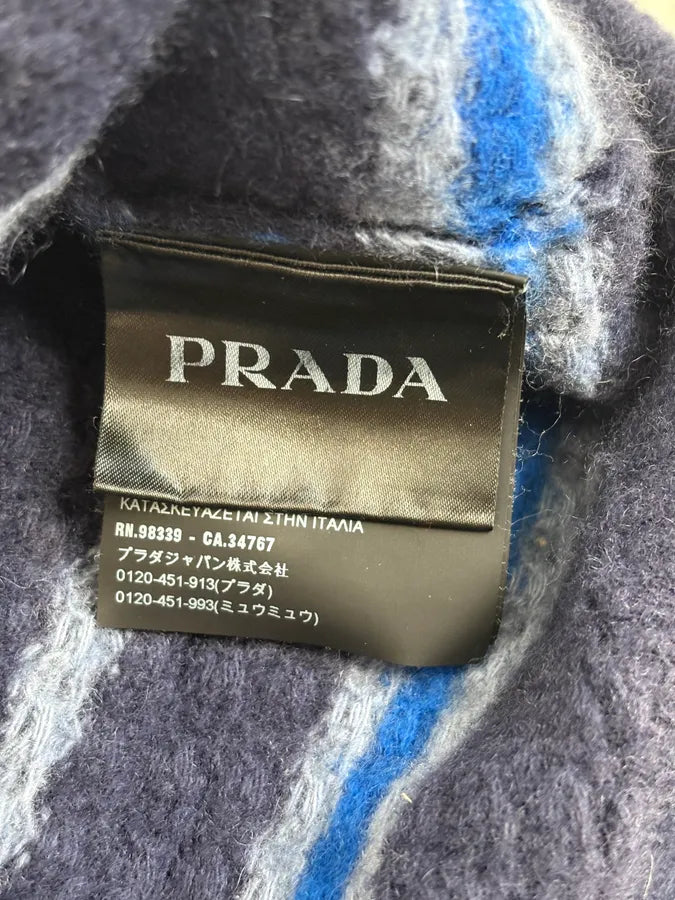 PRADA
ΚΑΤΑΣΚΕΥΑΖΕΤΑΙ ΣΤΗΝ ΙΤΑΛΙΑ
RN.98339 - CA.34767
プラダジャパン株式会社
0120-451-913(プラダ)
0120-451-993(ミュウミュウ)